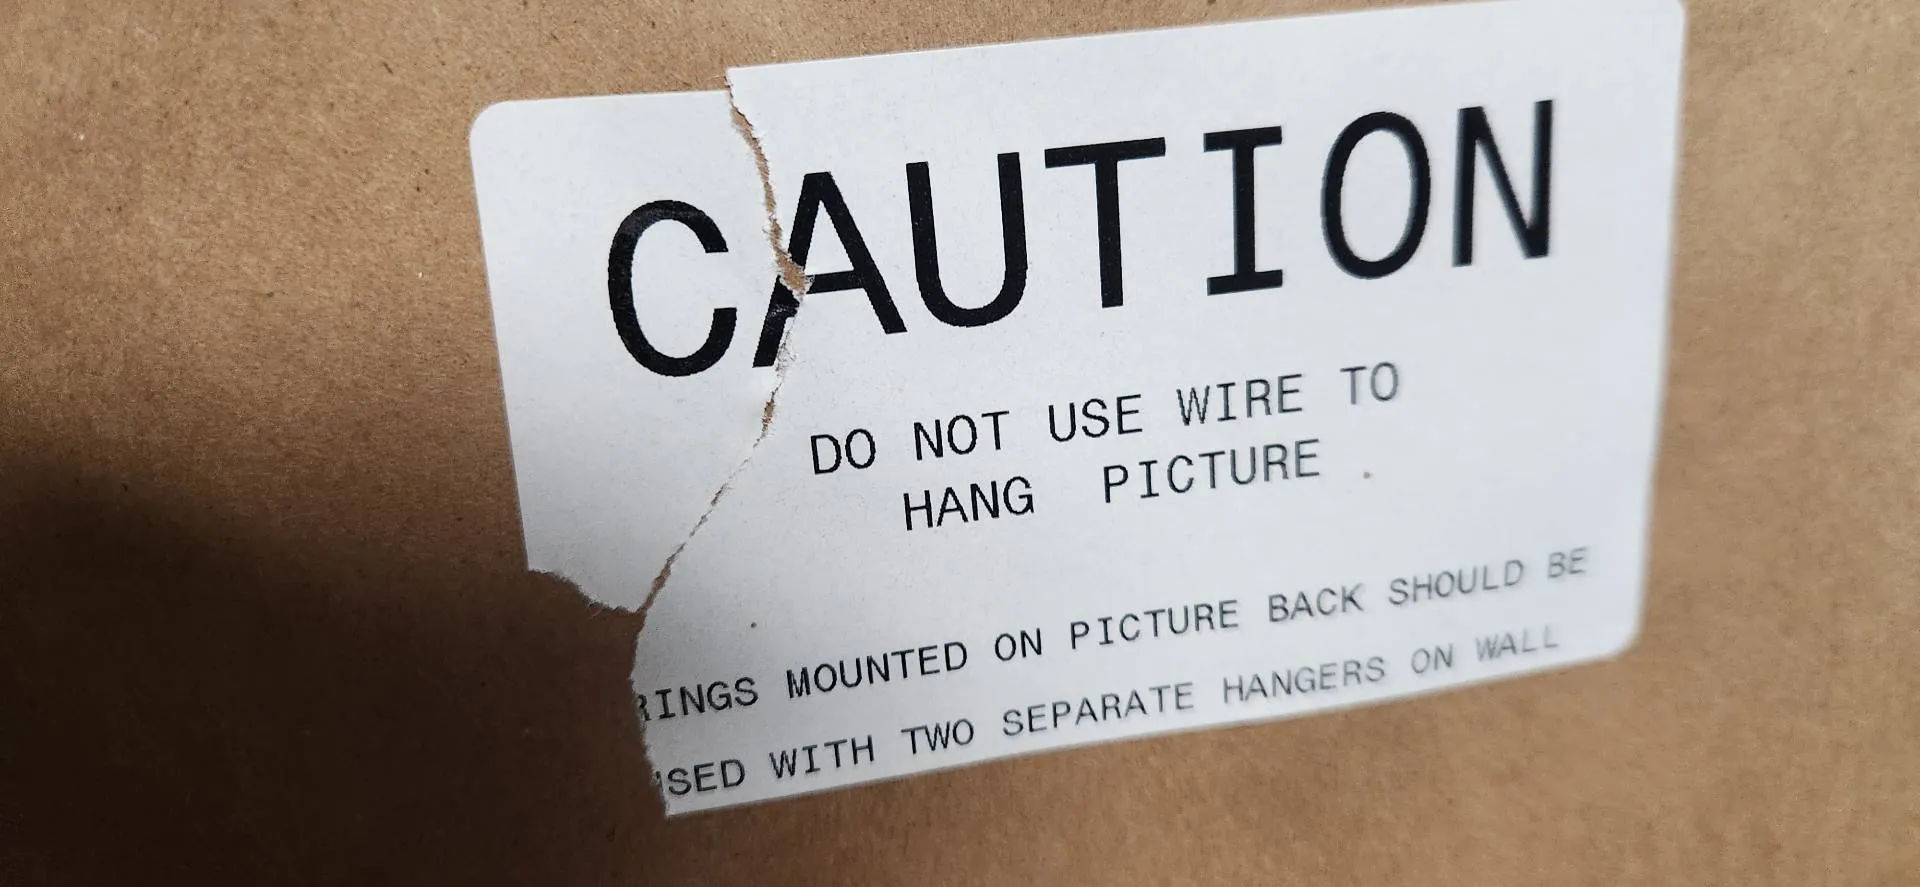 CAUTION
DO NOT USE WIRE TO
HANG PICTURE
RINGS MOUNTED ON PICTURE BACK SHOULD BE
SED WITH TWO SEPARATE HANGERS ON WALL